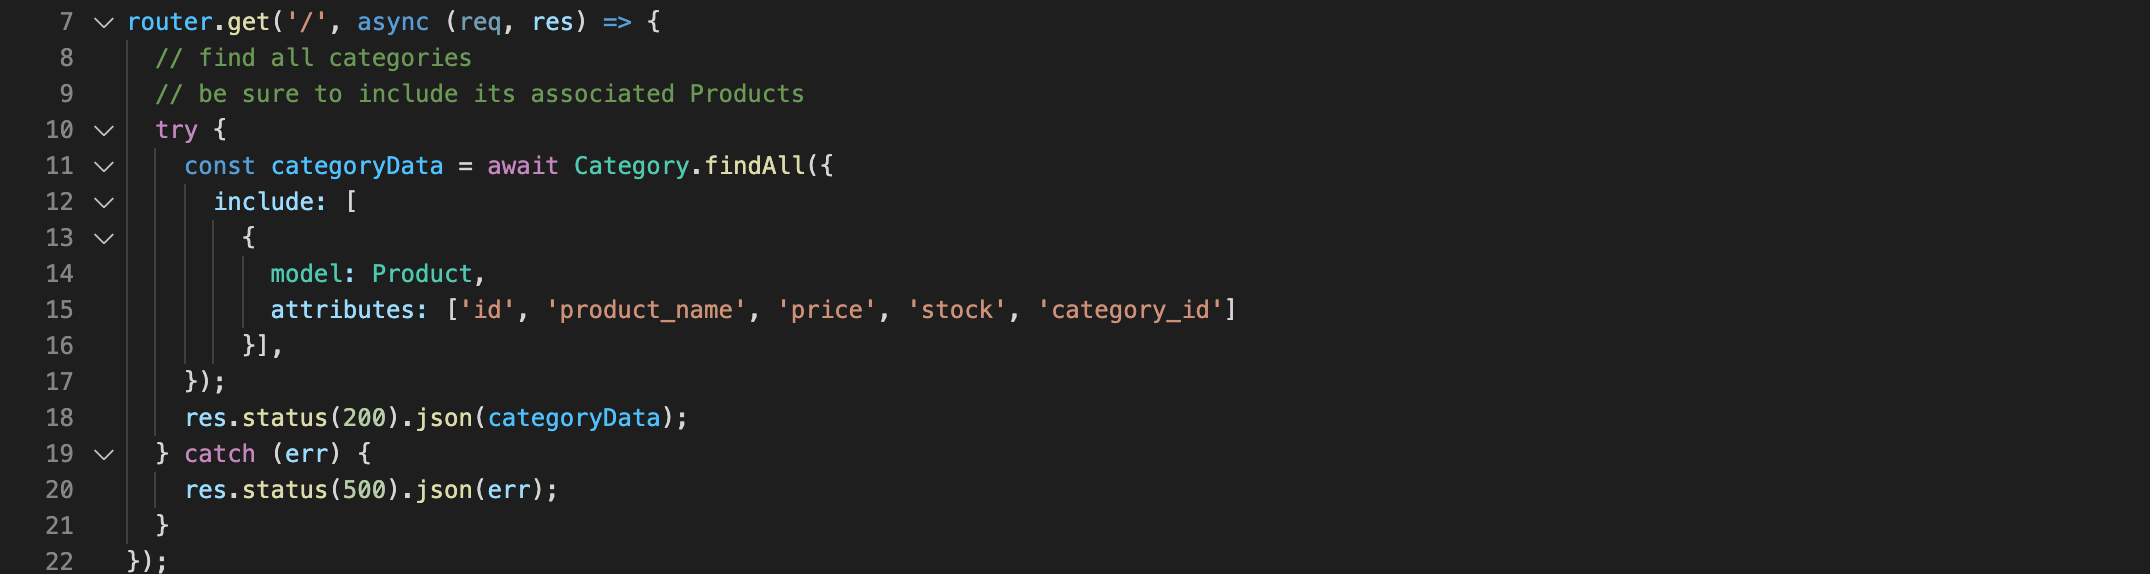 7 router.get('/', async (req, res) => {
8 // find all categories
9 // be sure to include its associated Products
10 try {
11 const categoryData = await Category.findAll({
12 include: [
13 {
14 model: Product,
15 attributes: ['id', 'product_name', 'price', 'stock', 'category_id']
16 }],
17 });
18 res.status(200).json(categoryData);
19 } catch (err) {
20 res.status(500).json(err);
21 }
22 });